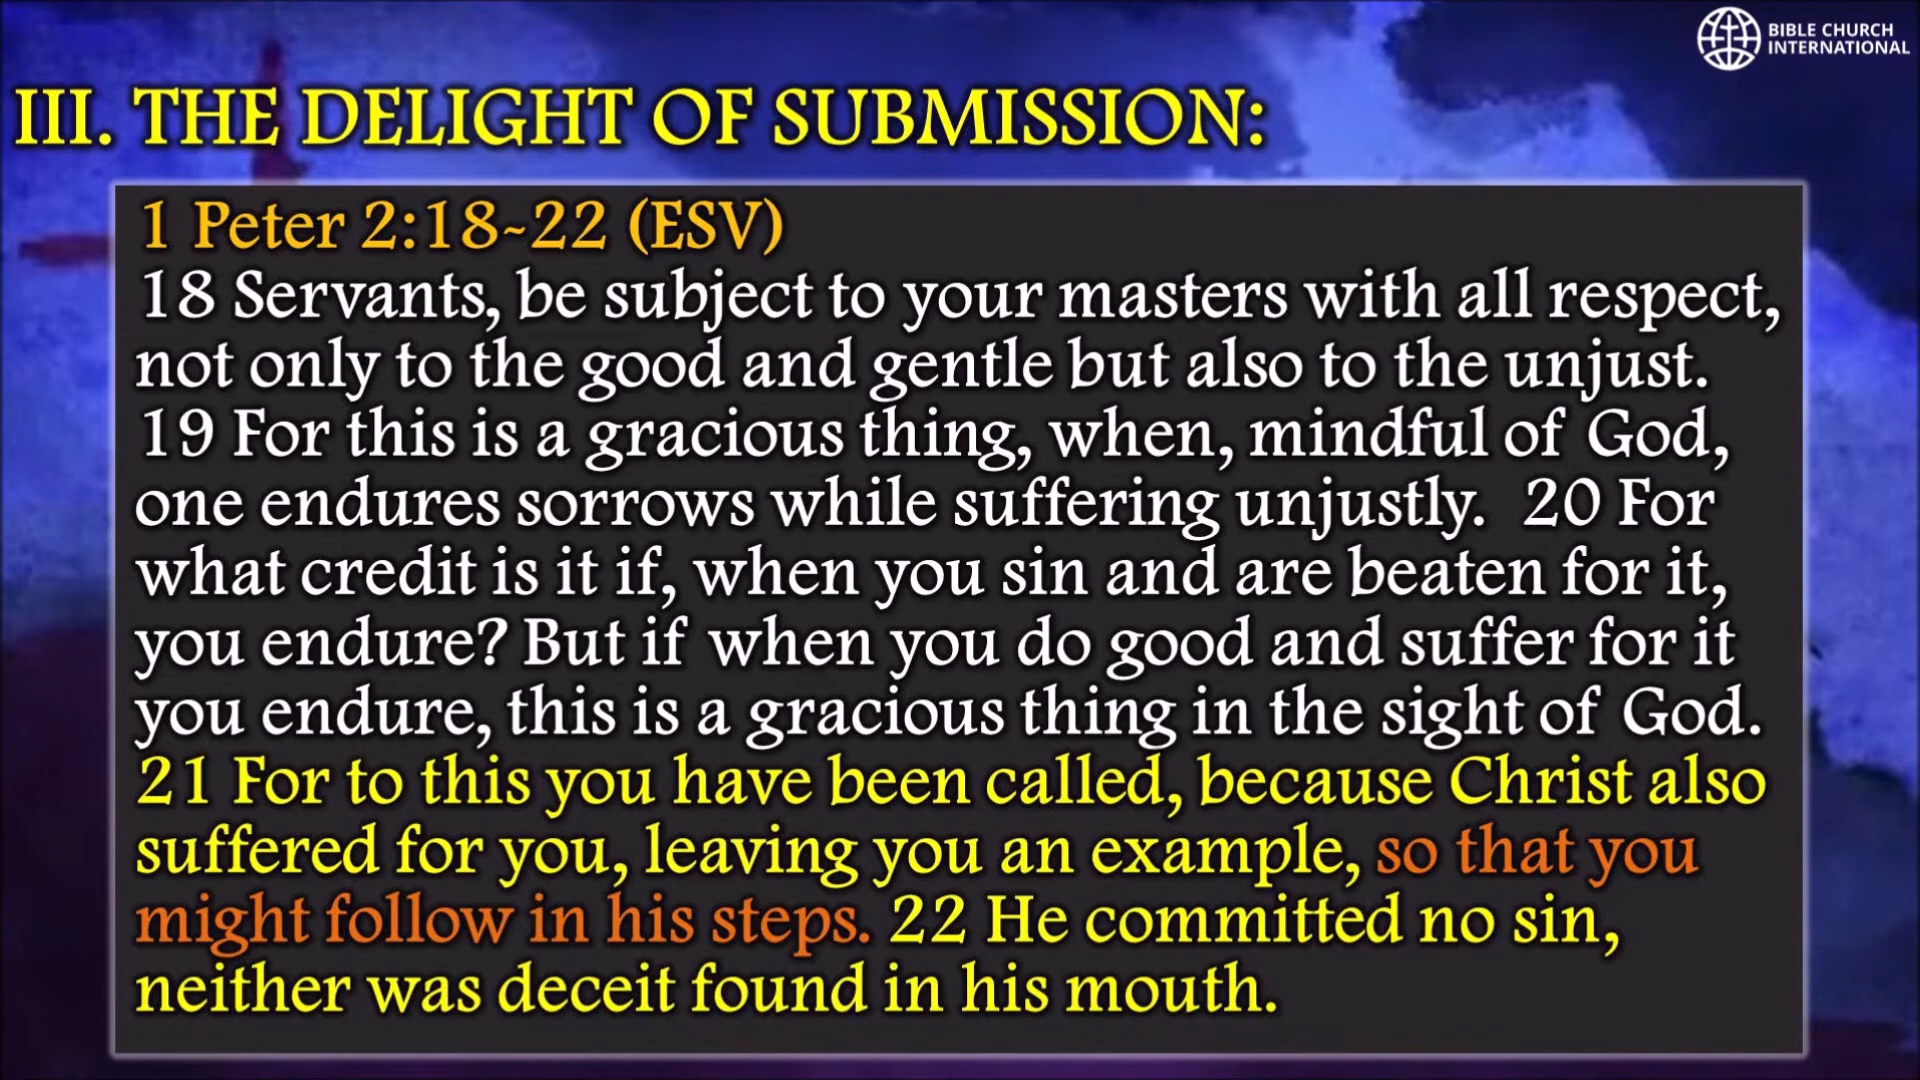 BIBLE CHURCH
INTERNATIONAL
III. THE DELIGHT OF SUBMISSION:
1 Peter 2:18-22 (ESV)
18 Servants, be subject to your masters with all respect,
not only to the good and gentle but also to the unjust.
19 For this is a gracious thing, when, mindful of God,
one endures sorrows while suffering unjustly. 20 For
what credit is it if, when you sin and are beaten for it,
you endure? But if when you do good and suffer for it
you endure, this is a gracious thing in the sight of God.
21 For to this you have been called, because Christ also
suffered for you, leaving you an example, so that you
might follow in his steps. 22 He committed no sin,
neither was deceit found in his mouth.